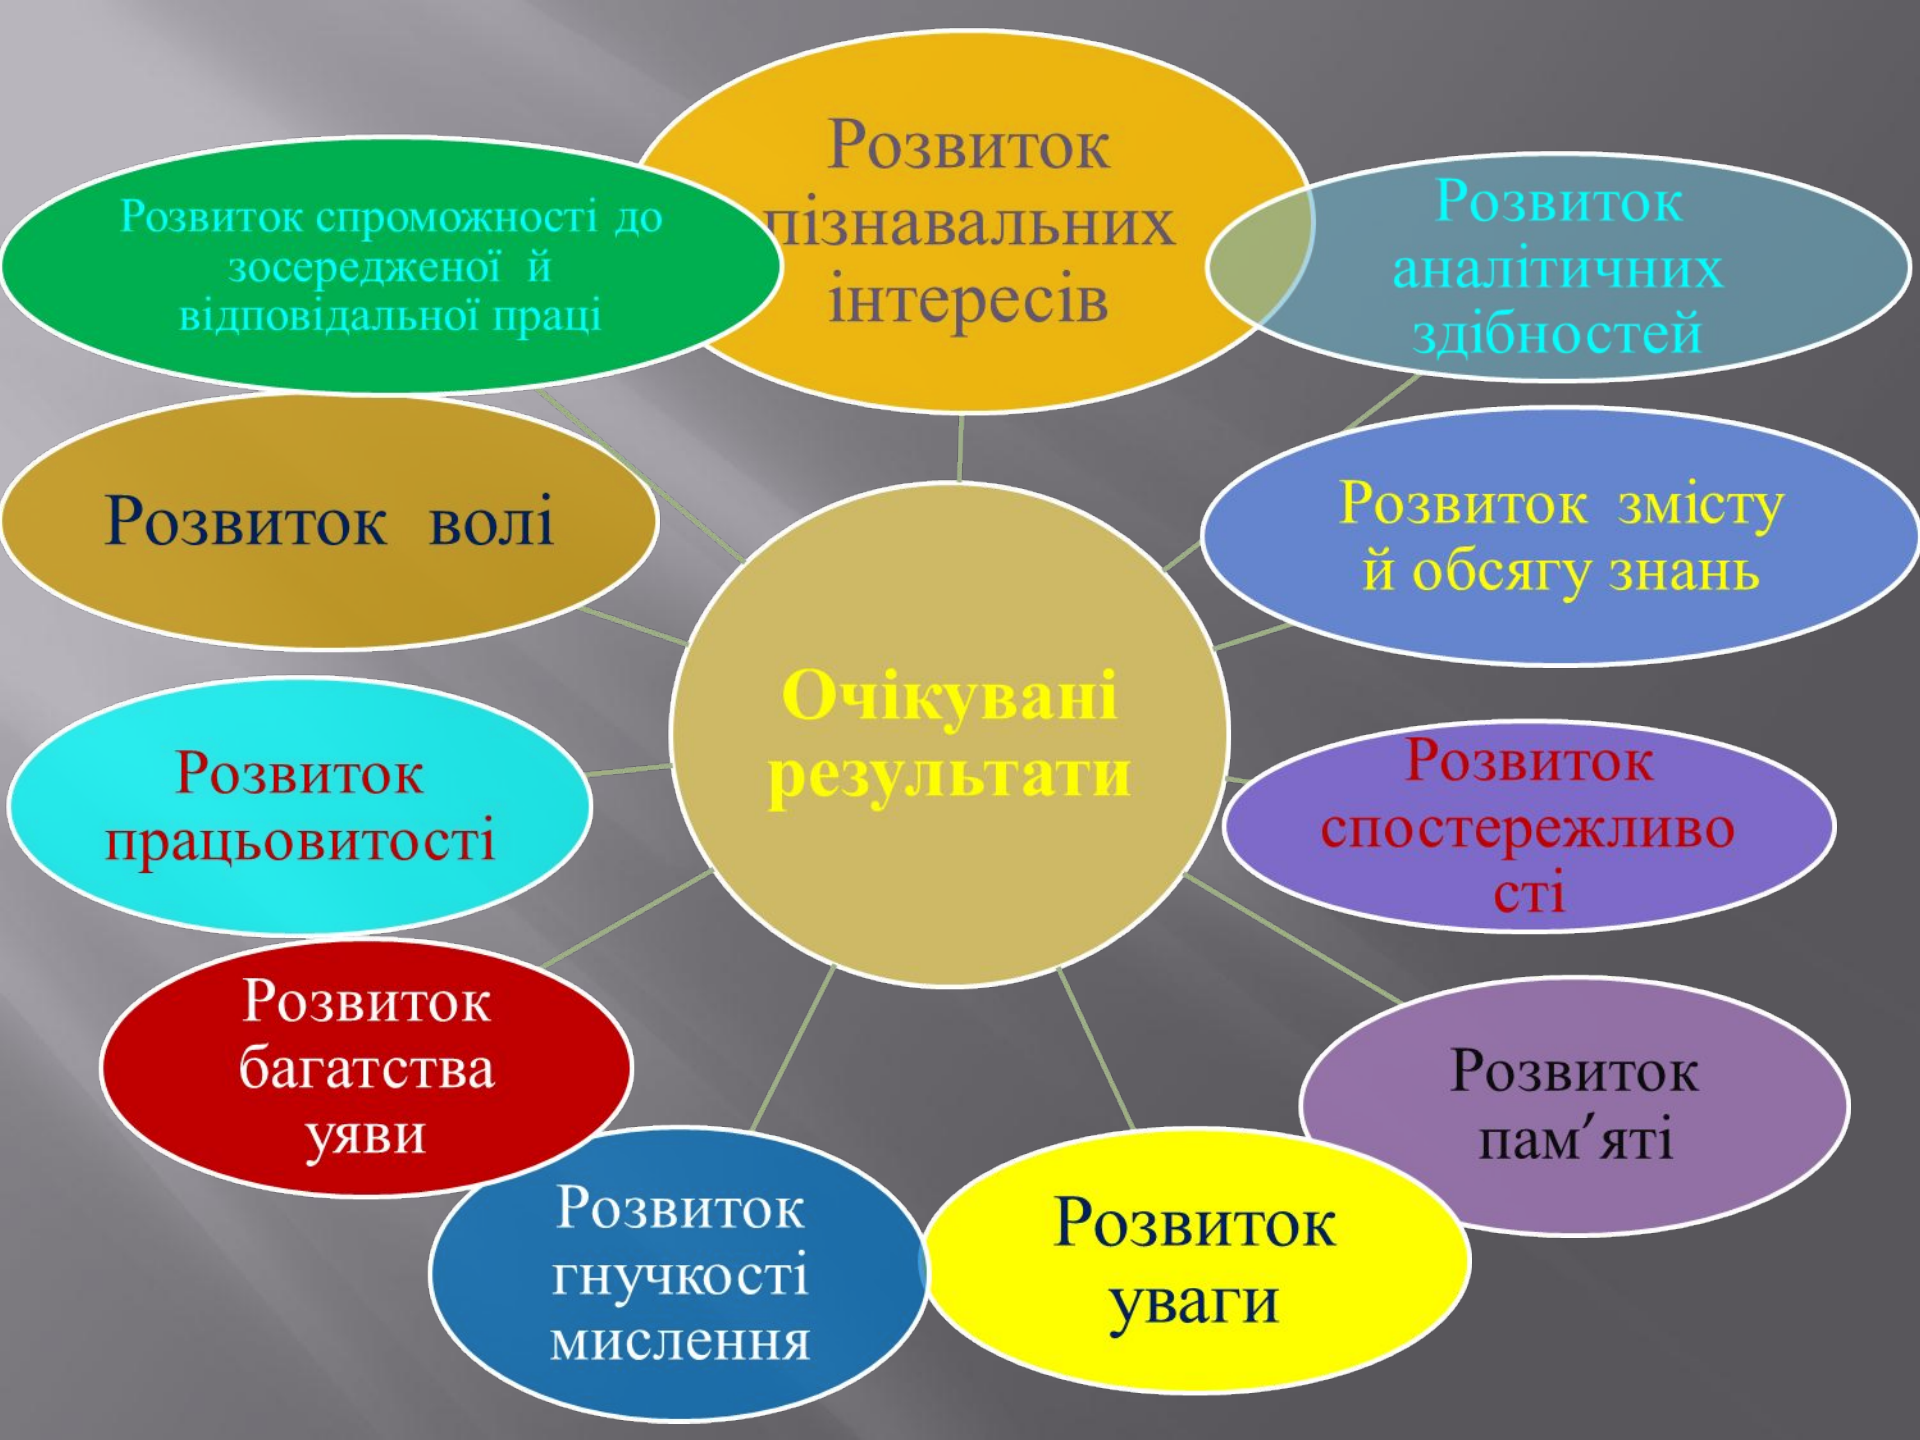 Розвиток
пізнавальних
інтересів
Розвиток спроможності до
зосередженої й
відповідальної праці
Розвиток
аналітичних
здібностей
Розвиток волі
Розвиток змісту
й обсягу знань
Очікувані
результати
Розвиток
працьовитості
Розвиток
спостережливо
сті
Розвиток
багатства
уяви
Розвиток
пам′яті
Розвиток
гнучкості
мислення
Розвиток
уваги